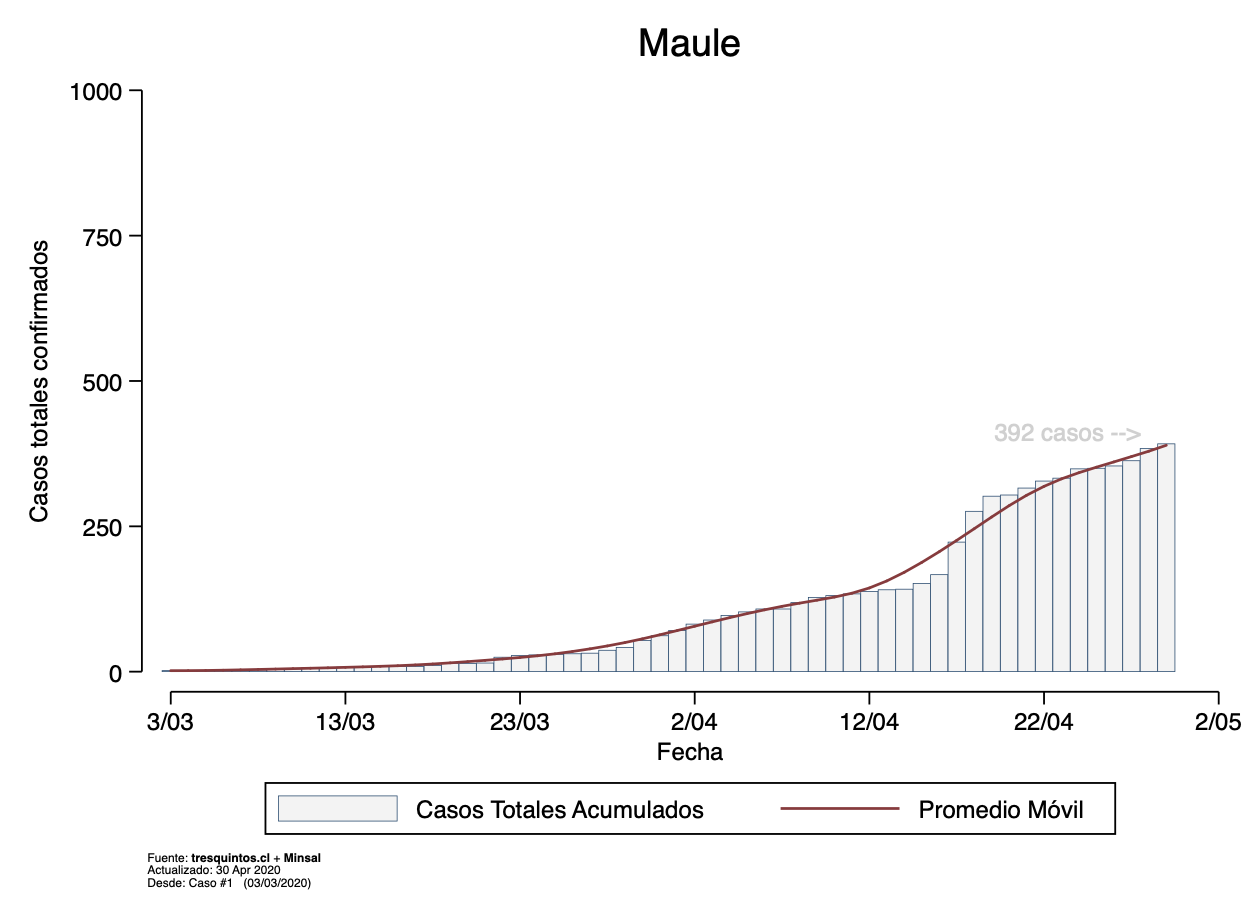 Maule
1000
750
500
250
0
Casos totales confirmados
392 casos -->
3/03 13/03 23/03 2/04 12/04 22/04 2/05
Fecha
Casos Totales Acumulados Promedio Móvil
Fuente: tresquintos.cl + Minsal
Actualizado: 30 Apr 2020
Desde: Caso #1 (03/03/2020)